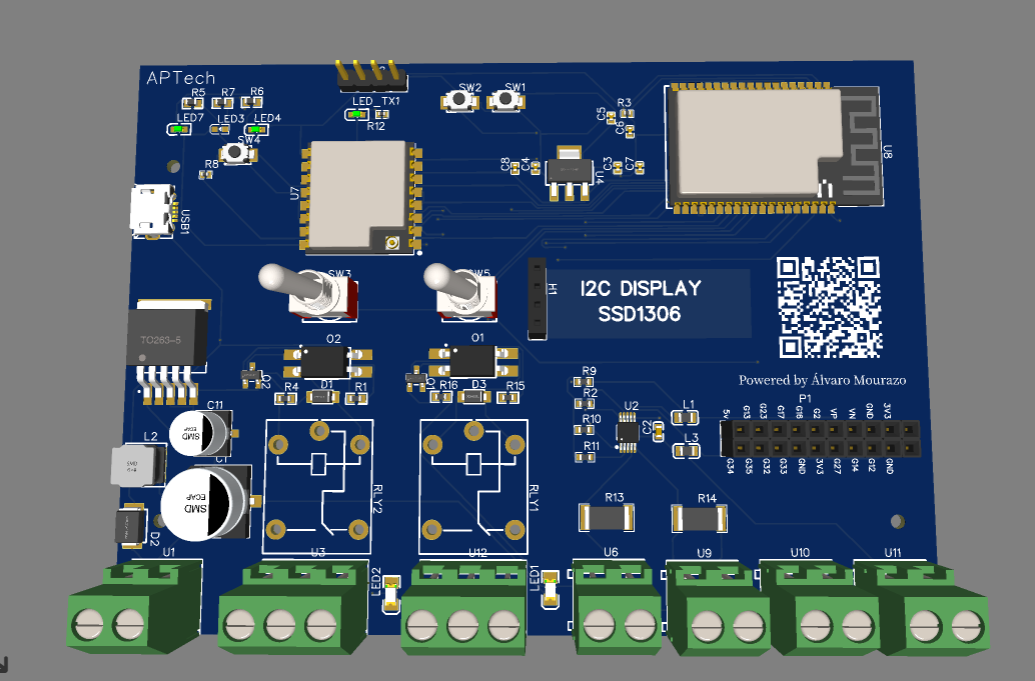 APTech
R5 R7 R6
LED7 LED3 LED4
SW4
R8
LED_TX1
R12
SW2 SW1
C5 R3
C6
C8 C4 C3 C7
U4
U8
U7
USB1
SW3
SW5
H1
I2C DISPLAY
SSD1306
Powered by Álvaro Mourazo
TO263-5
O2
O1
Q2
R4 D1 R1
R16 D3 R15
R9
R2
R10
R11
U2
C2
L1
L3
P1
5V G13 G23 G17 G16 G2 VP VN GND 3V3
G34 G35 G32 G33 GND 3V3 G27 G14 G12 GND
C11
SMD
ECAP
L2
SMD
ECAP
D2
RLY2
RLY1
R13
R14
U1
U3
U12
U6
U9
U10
U11
LED2
LED1